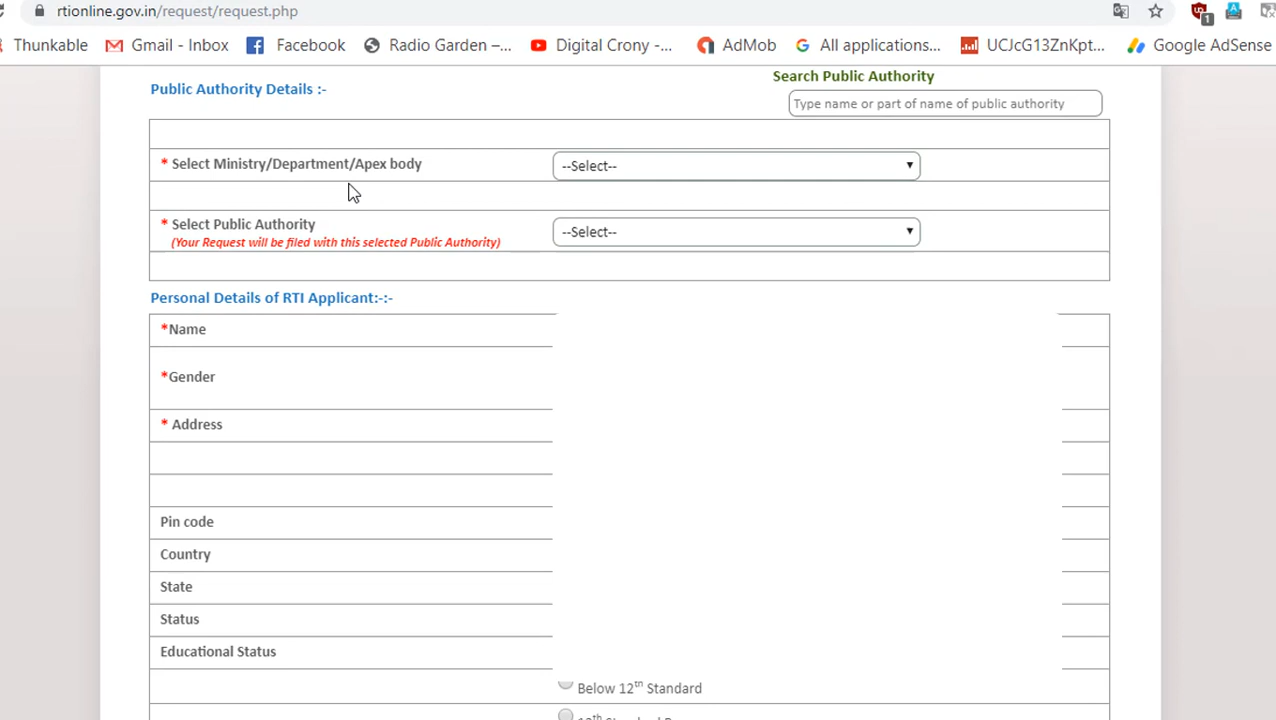 rtionline.gov.in/request/request.php
Thunkable Gmail - Inbox Facebook Radio Garden –... Digital Crony -... AdMob All applications... UCJcG13ZnKpt... Google AdSense
Public Authority Details :-
Search Public Authority
Type name or part of name of public authority
* Select Ministry/Department/Apex body --Select--
* Select Public Authority --Select--
(Your Request will be filed with this selected Public Authority)
Personal Details of RTI Applicant:-:-
*Name
*Gender
* Address
Pin code
Country
State
Status
Educational Status
Below 12th Standard
12th Standard